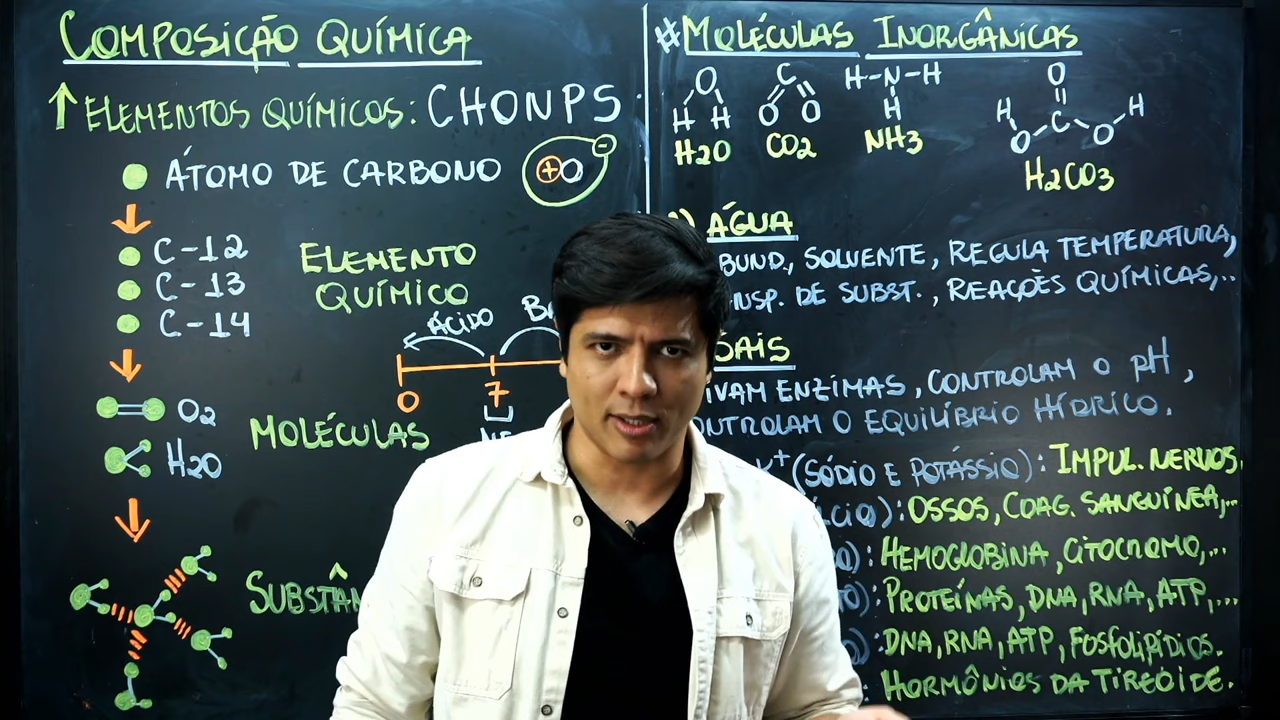 COMPOSIÇÃO QUÍMICA
↑ ELEMENTOS QUÍMICOS: CHONPS
ÁTOMO DE CARBONO
+
-
C-12
C-13
C-14
ELEMENTO
QUÍMICO
ÁCIDO
0
7
O2
H2O
MOLÉCULAS
#MOLÉCULAS INORGÂNICAS
O
H H
H2O
C
O O
CO2
H-N-H
H
NH3
O
H C H
O O
H2CO3
ÁGUA
SOLVENTE, REGULA TEMPERATURA,
DE SUBST., REAÇÕES QUÍMICAS,..
SAIS
ENZIMAS, CONTROLAM O pH,
O EQUILÍBRIO HÍDRICO.
(SÓDIO E POTÁSSIO): IMPUL. NERVOS.
OSSOS, COAG. SANGUÍNEA,..
HEMOGLOBINA, CITOCROMO,..
PROTEÍNAS, DNA, RNA, ATP,...
DNA, RNA, ATP, FOSFOLIPÍDIOS.
HORMÔNIOS DA TIREOIDE.